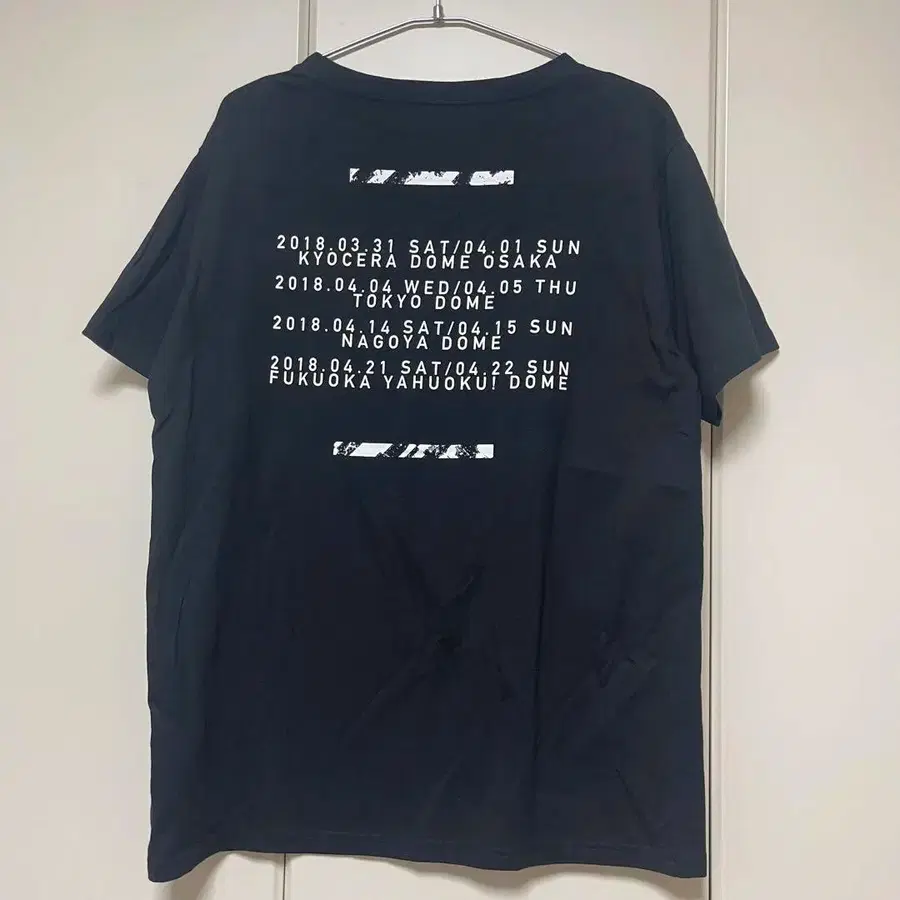 2018.03.31 SAT/04.01 SUN
KYOCERA DOME OSAKA
2018.04.04 WED/04.05 THU
TOKYO DOME
2018.04.14 SAT/04.15 SUN
NAGOYA DOME
2018.04.21 SAT/04.22 SUN
FUKUOKA YAHUOKU! DOME